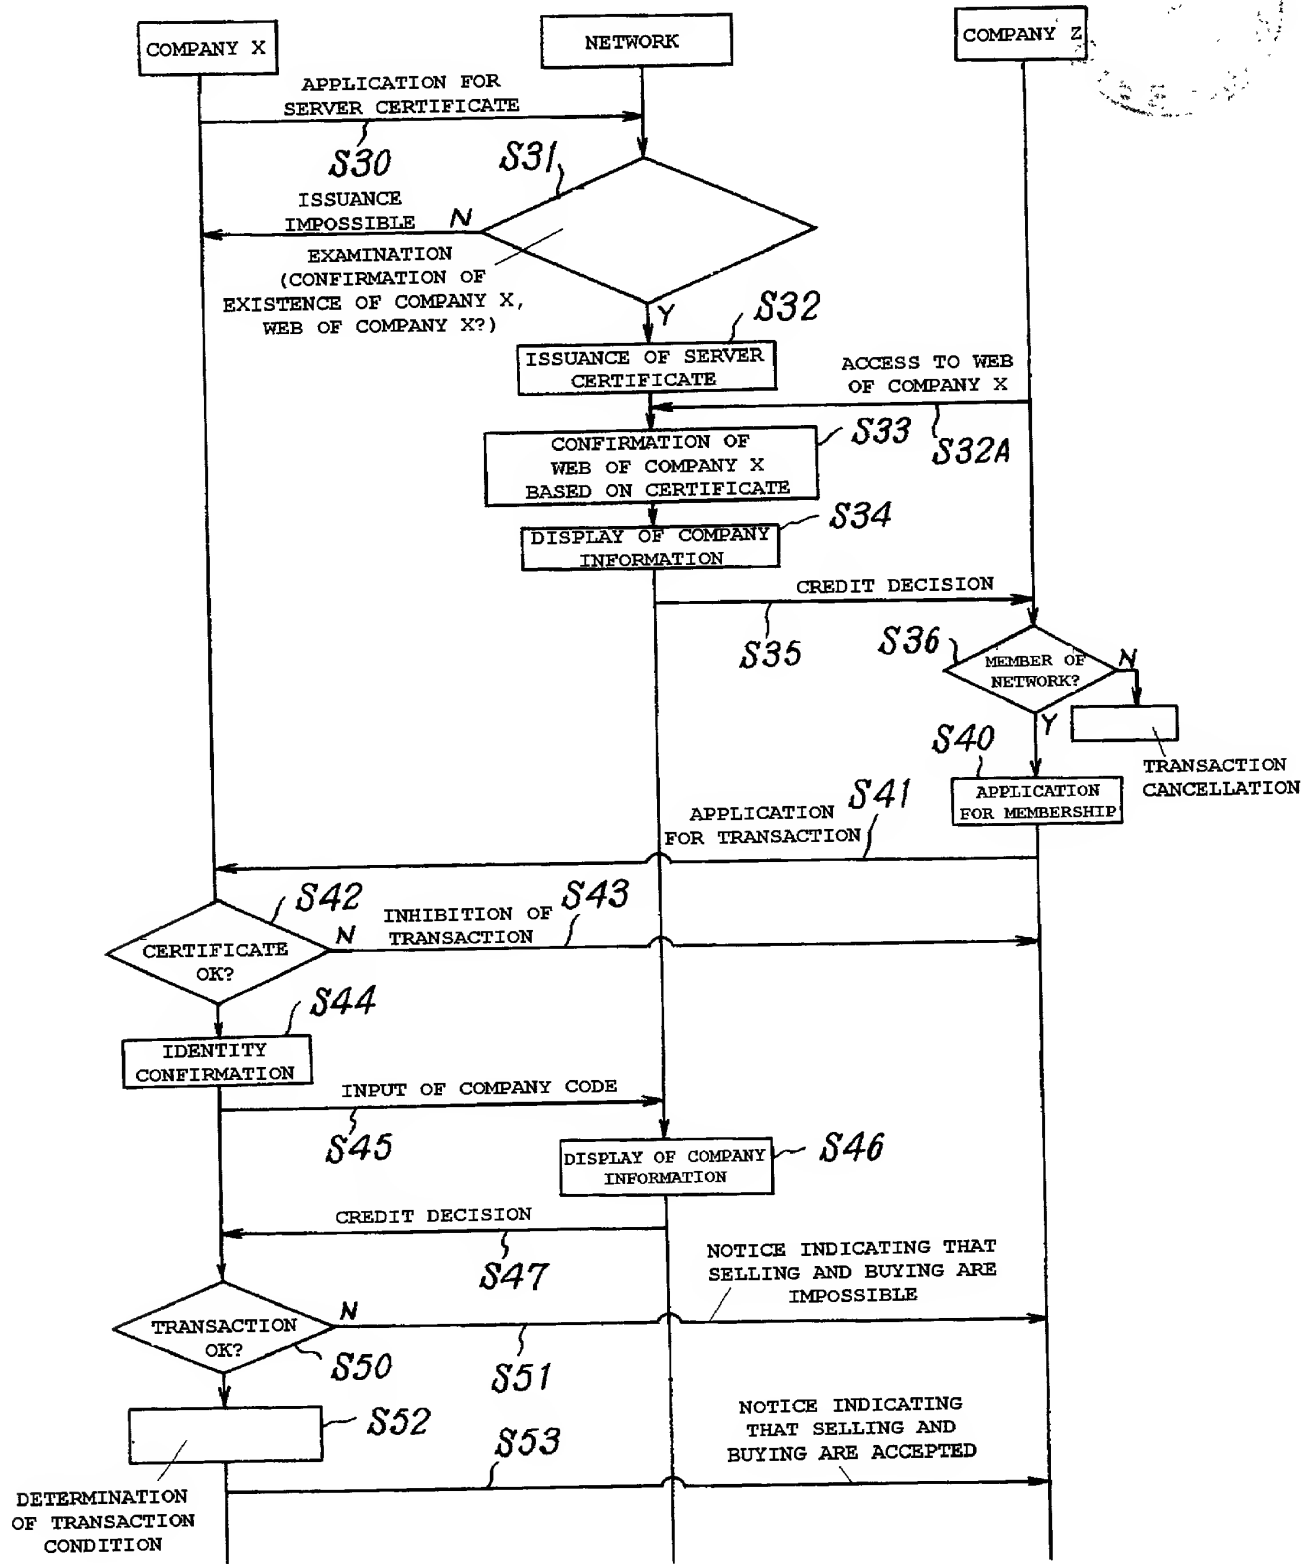 COMPANY X
NETWORK
COMPANY Z
APPLICATION FOR
SERVER CERTIFICATE
S30
S31
ISSUANCE
IMPOSSIBLE
N
EXAMINATION
(CONFIRMATION OF
EXISTENCE OF COMPANY X,
WEB OF COMPANY X?)
Y
S32
ISSUANCE OF SERVER
CERTIFICATE
ACCESS TO WEB
OF COMPANY X
S32A
S33
CONFIRMATION OF
WEB OF COMPANY X
BASED ON CERTIFICATE
S34
DISPLAY OF COMPANY
INFORMATION
CREDIT DECISION
S35
S36
MEMBER OF
NETWORK?
N
Y
TRANSACTION
CANCELLATION
S40
APPLICATION
FOR MEMBERSHIP
APPLICATION
FOR TRANSACTION
S41
S42
CERTIFICATE
OK?
N
INHIBITION OF
TRANSACTION
S43
S44
IDENTITY
CONFIRMATION
INPUT OF COMPANY CODE
S45
DISPLAY OF COMPANY
INFORMATION
S46
CREDIT DECISION
S47
NOTICE INDICATING THAT
SELLING AND BUYING ARE
IMPOSSIBLE
TRANSACTION
OK?
N
S50
S51
S52
S53
NOTICE INDICATING
THAT SELLING AND
BUYING ARE ACCEPTED
DETERMINATION
OF TRANSACTION
CONDITION